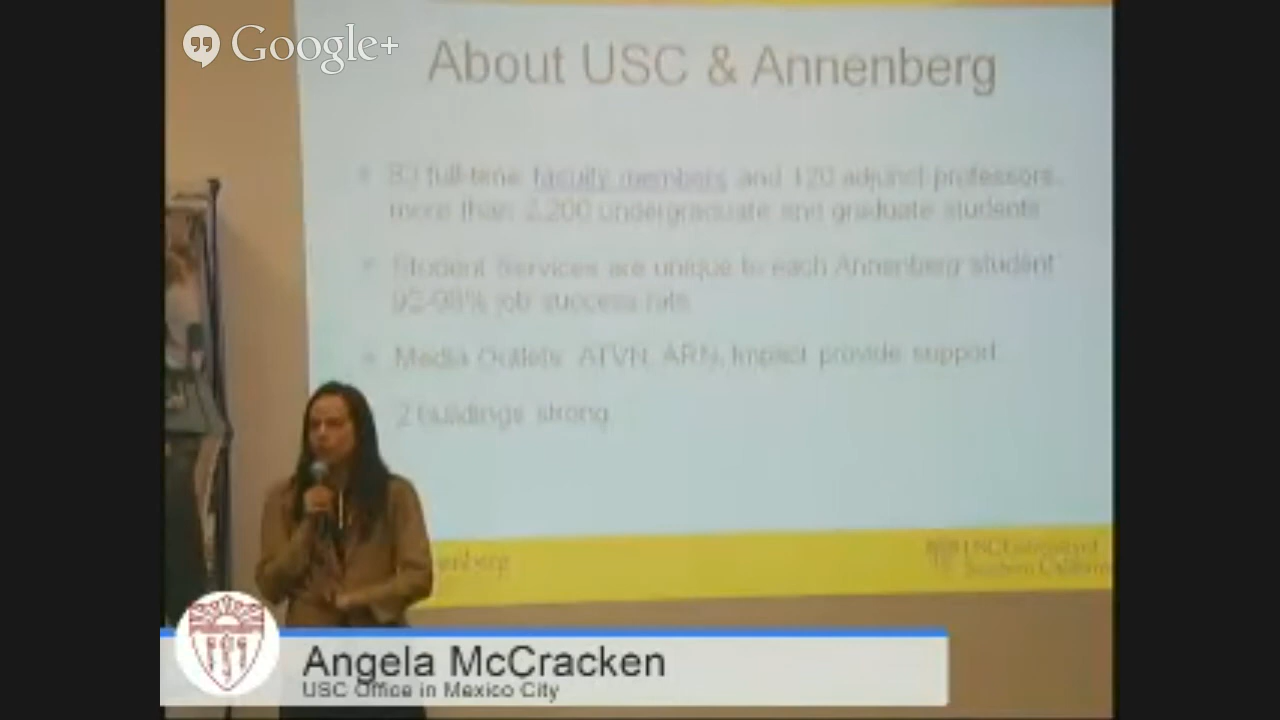 Google+
About USC & Annenberg
83 full-time faculty members and 120 adjunct professors,
more than 2,200 undergraduate and graduate students
Student Services are unique to each Annenberg student
92-98% job success rate
Media Outlets: ATVN, ARN, Impact provide support
2 buildings strong
enberg
USC University of
Southern California
Angela McCracken
USC Office in Mexico City